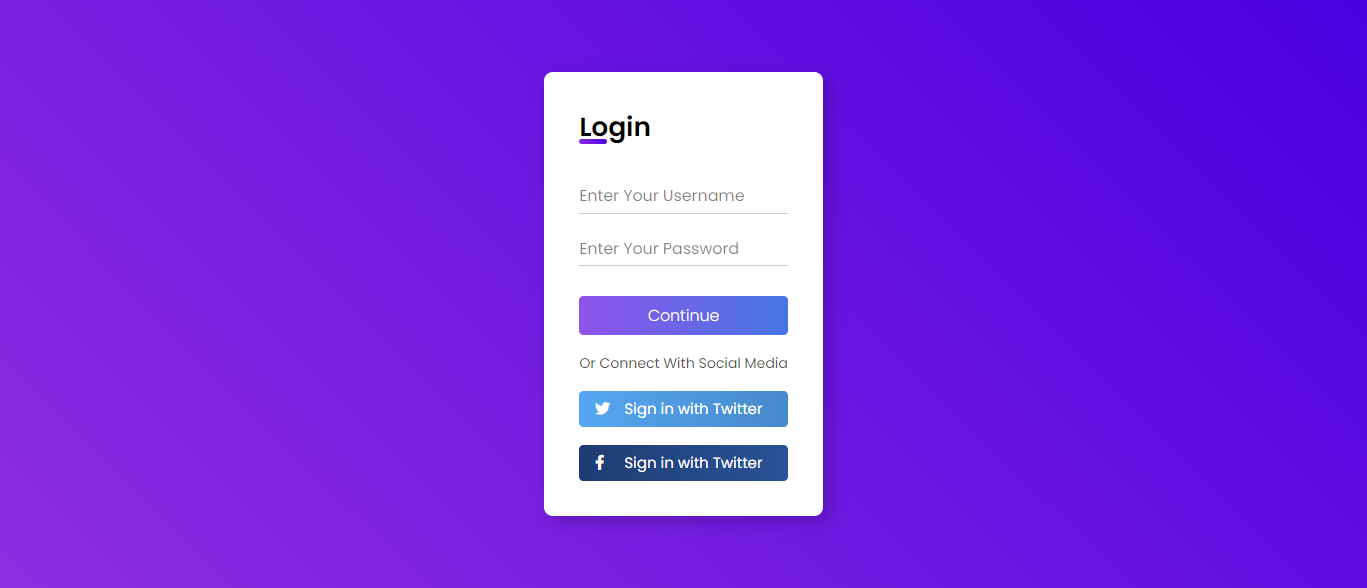 Login
Enter Your Username
Enter Your Password
Continue
Or Connect With Social Media
Sign in with Twitter
Sign in with Twitter